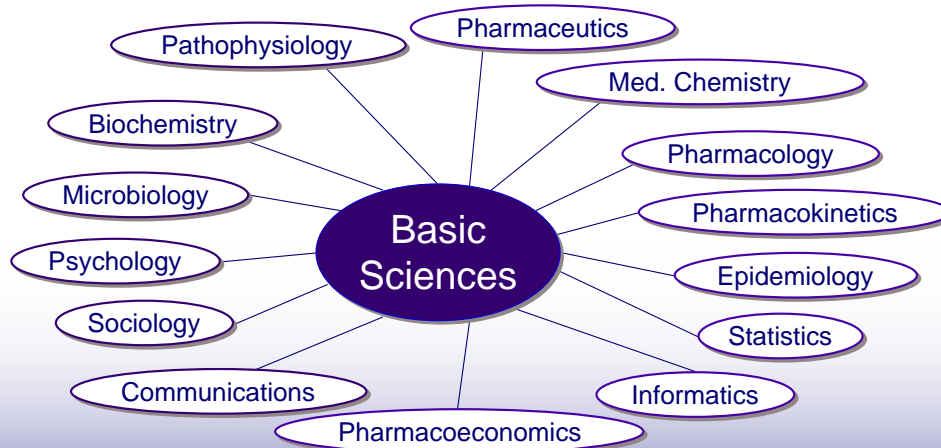 Pharmaceutics
Pathophysiology
Med. Chemistry
Biochemistry
Pharmacology
Microbiology
Pharmacokinetics
Basic
Sciences
Psychology
Epidemiology
Sociology
Statistics
Communications
Informatics
Pharmacoeconomics